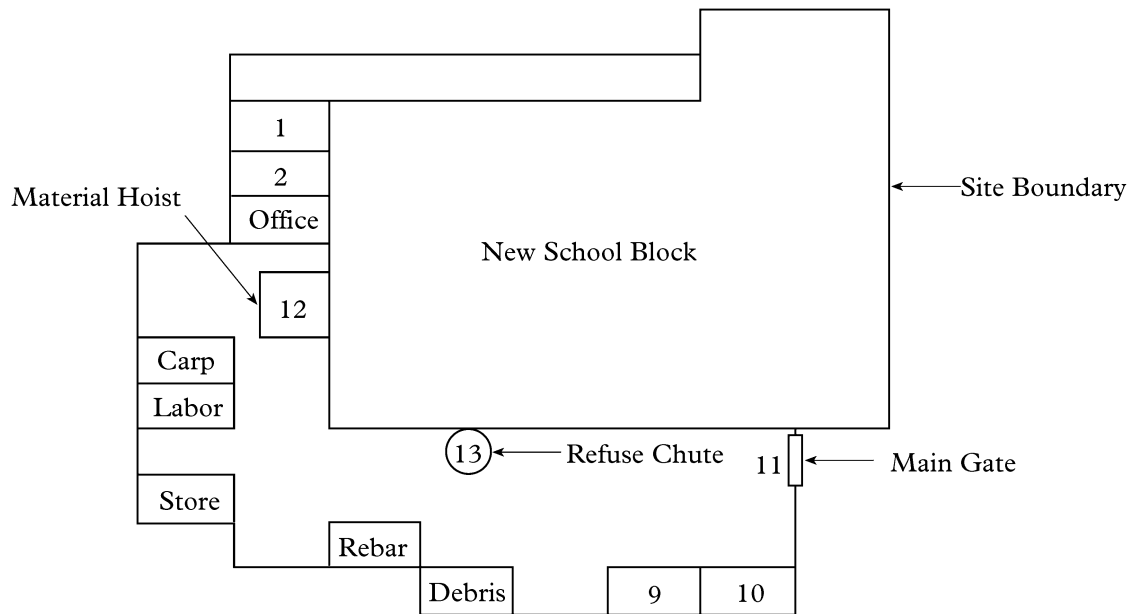 1
2
Material Hoist
Site Boundary
Office
New School Block
12
Carp
Labor
13
Refuse Chute
11
Main Gate
Store
Rebar
Debris
9
10